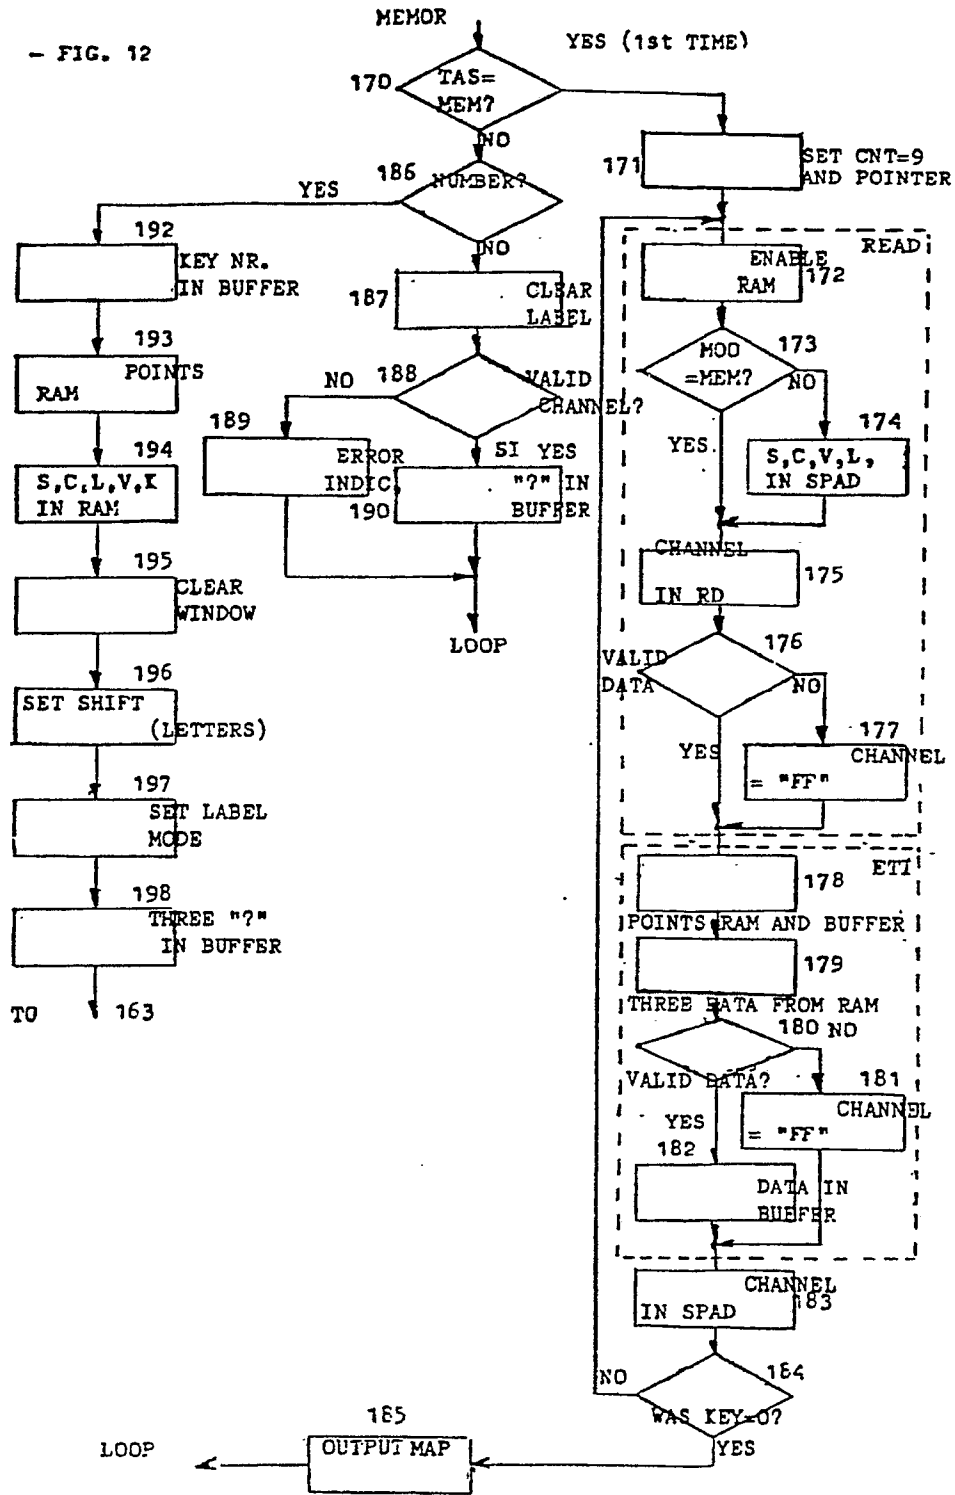 MEMOR
YES (1st TIME)
- FIG. 12
170
TAS=
MEM?
NO
171
SET CNT=9
AND POINTER
186
NUMBER?
YES
NO
192
KEY NR.
IN BUFFER
187
CLEAR
LABEL
READ
ENABLE
RAM
172
193
POINTS
RAM
188
VALID
CHANNEL?
NO
MOD
=MEM?
173
NO
YES
189
ERROR
INDIC.
SI YES
190
"?" IN
BUFFER
174
S,C,V,L,
IN SPAD
194
S,C,L,V,K
IN RAM
CHANNEL
IN RD
175
195
CLEAR
WINDOW
LOOP
176
VALID
DATA
NO
YES
196
SET SHIFT
(LETTERS)
177
CHANNEL
= "FF"
197
SET LABEL
MODE
ETI
178
POINTS RAM AND BUFFER
198
THREE "?"
IN BUFFER
179
THREE DATA FROM RAM
TO 163
180 NO
VALID DATA?
YES
181
CHANNEL
= "FF"
182
DATA IN
BUFFER
CHANNEL
IN SPAD
183
184
NO
WAS KEY=0?
YES
185
OUTPUT MAP
LOOP